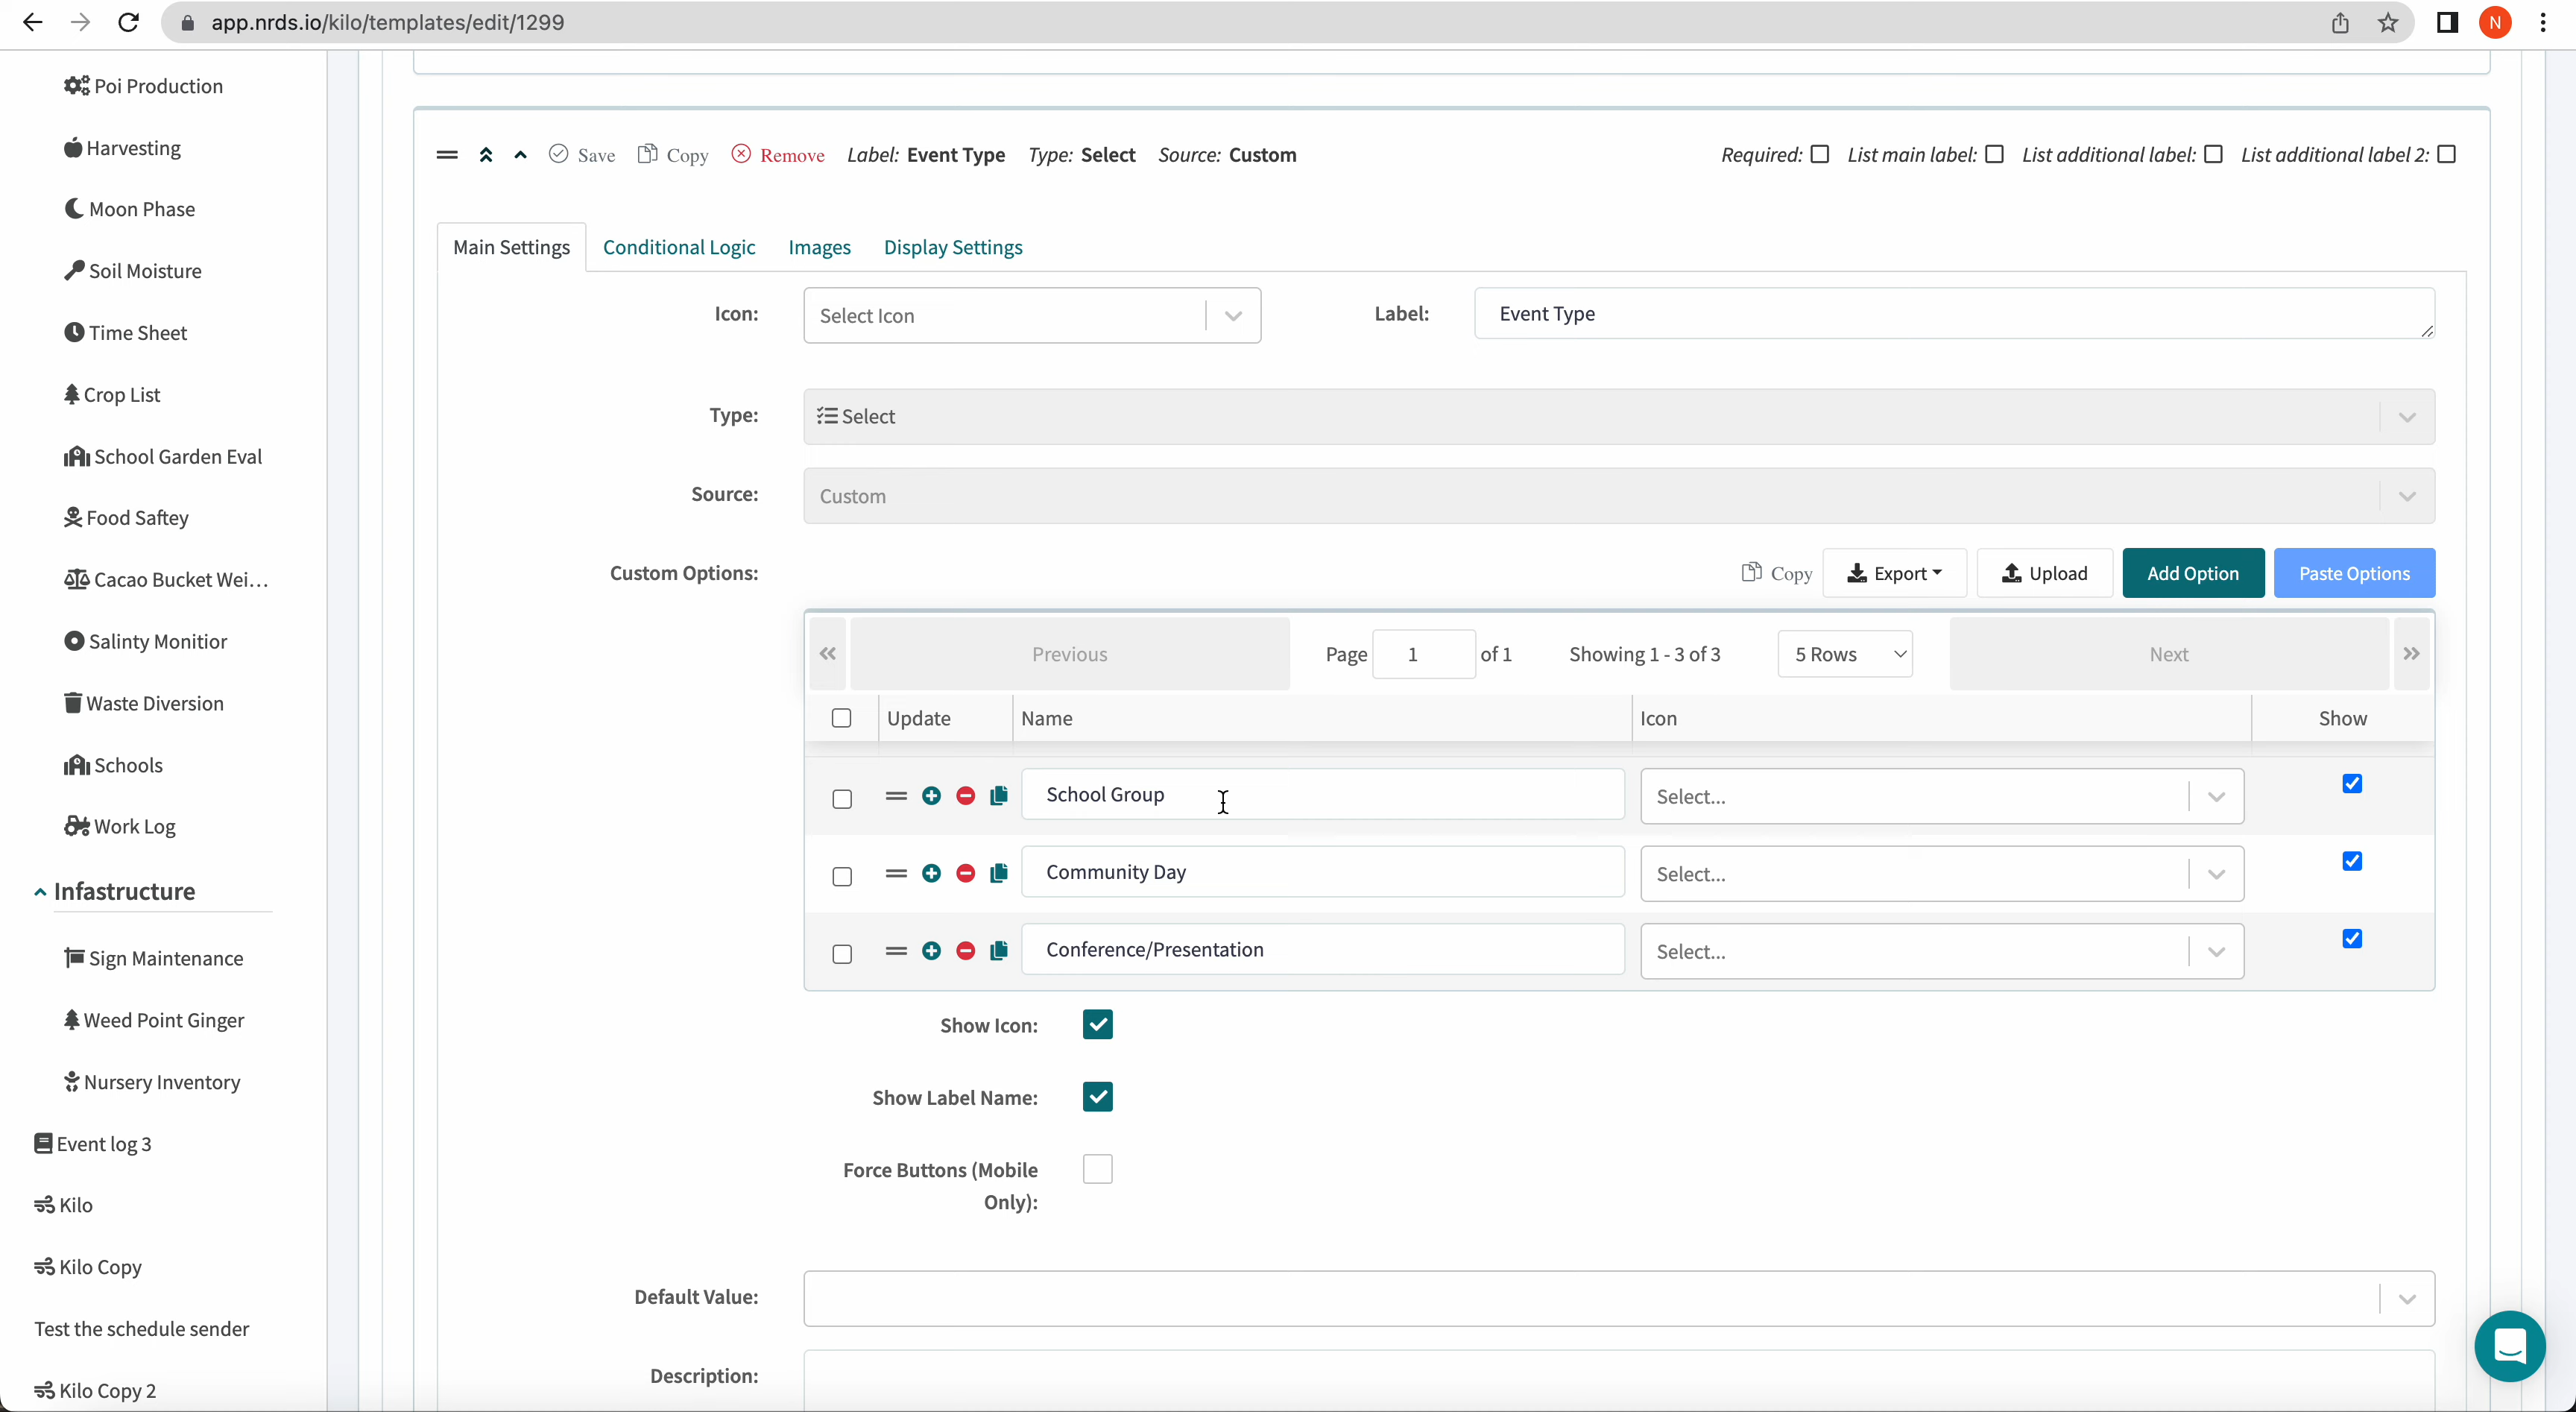 app.nrds.io/kilo/templates/edit/1299
N
Poi Production
Harvesting
Moon Phase
Soil Moisture
Time Sheet
Crop List
School Garden Eval
Food Saftey
Cacao Bucket Wei...
Salinty Monitior
Waste Diversion
Schools
Work Log
Infastructure
Sign Maintenance
Weed Point Ginger
Nursery Inventory
Event log 3
Kilo
Kilo Copy
Test the schedule sender
Kilo Copy 2
Save Copy Remove Label: Event Type Type: Select Source: Custom Required: List main label: List additional label: List additional label 2:
Main Settings Conditional Logic Images Display Settings
Icon: Select Icon Label: Event Type
Type: Select
Source: Custom
Custom Options: Copy Export Upload Add Option Paste Options
« Previous Page 1 of 1 Showing 1 - 3 of 3 5 Rows Next »
Update Name Icon Show
School Group Select...
Community Day Select...
Conference/Presentation Select...
Show Icon:
Show Label Name:
Force Buttons (Mobile
Only):
Default Value:
Description: